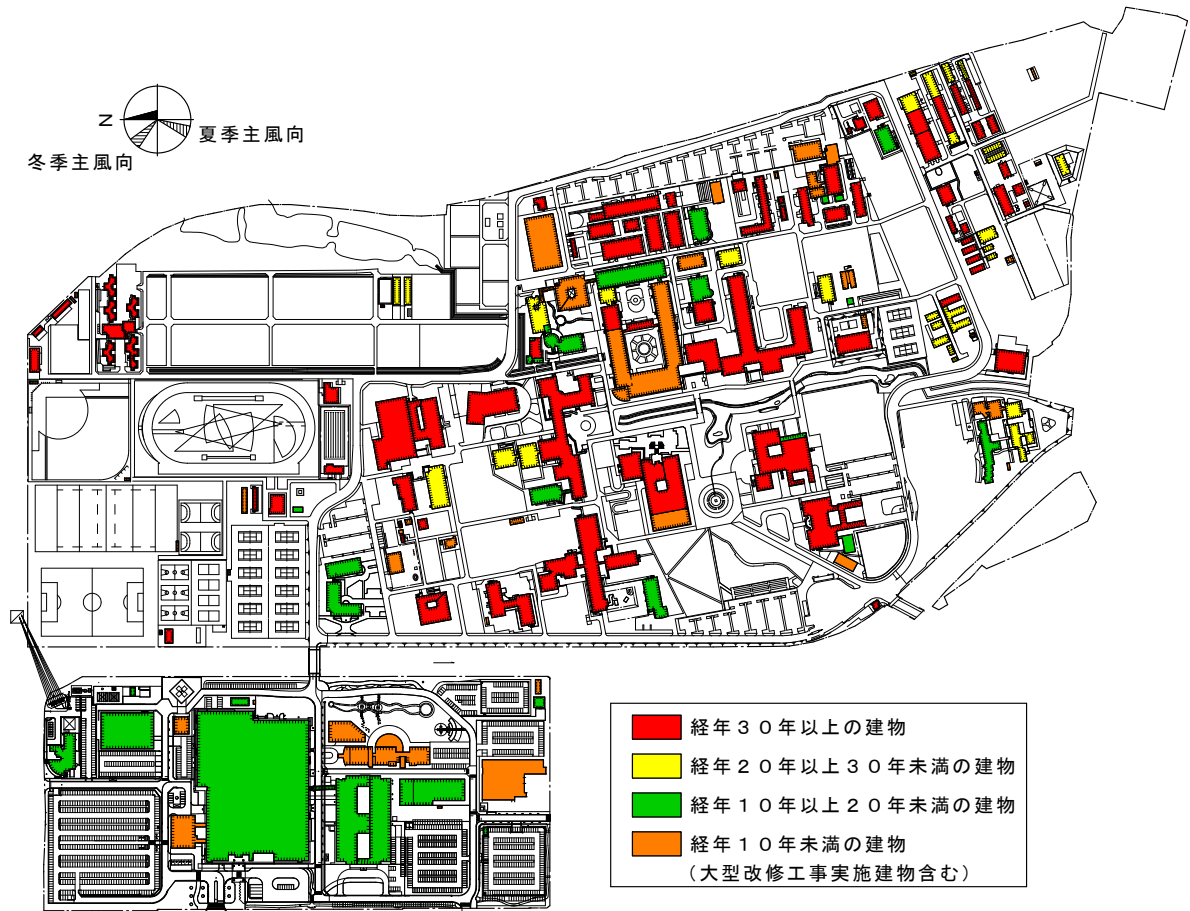 N
夏季主風向
冬季主風向
経年３０年以上の建物
経年２０年以上３０年未満の建物
経年１０年以上２０年未満の建物
経年１０年未満の建物
（大型改修工事実施建物含む）